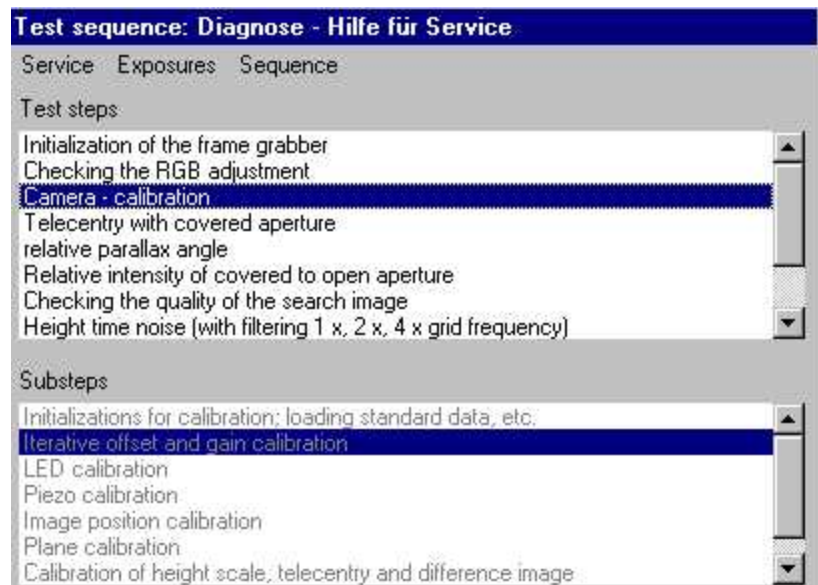 Test sequence: Diagnose - Hilfe für Service
Service Exposures Sequence
Test steps
Initialization of the frame grabber
Checking the RGB adjustment
Camera - calibration
Telecentry with covered aperture
relative parallax angle
Relative intensity of covered to open aperture
Checking the quality of the search image
Height time noise (with filtering 1 x, 2 x, 4 x grid frequency)
Substeps
Initializations for calibration; loading standard data, etc.
Iterative offset and gain calibration
LED calibration
Piezo calibration
Image position calibration
Plane calibration
Calibration of height scale, telecentry and difference image